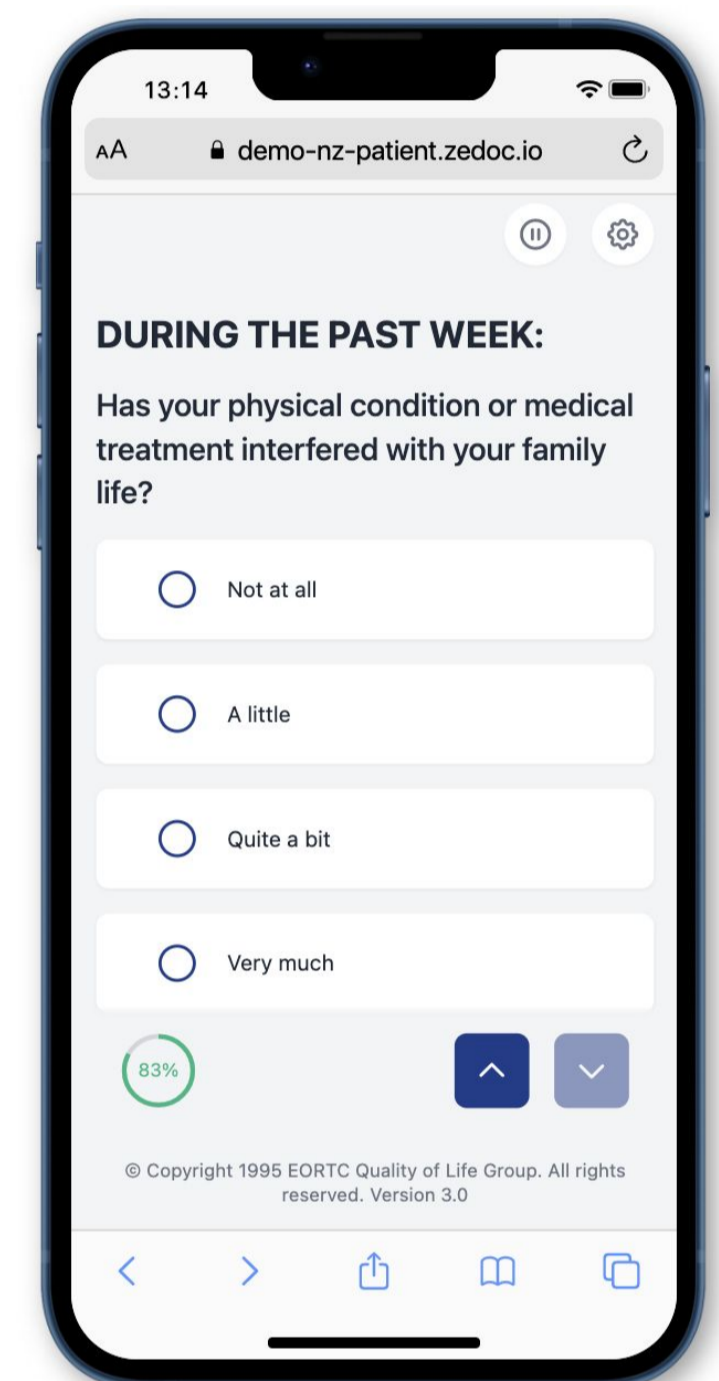 13:14
AA demo-nz-patient.zedoc.io
DURING THE PAST WEEK:
Has your physical condition or medical
treatment interfered with your family
life?
Not at all
A little
Quite a bit
Very much
83%
© Copyright 1995 EORTC Quality of Life Group. All rights
reserved. Version 3.0